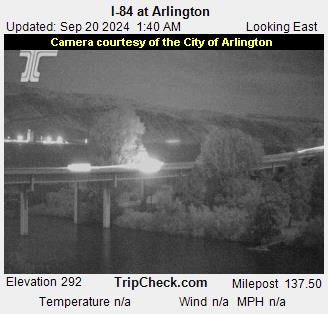 I-84 at Arlington
Updated: Sep 20 2024 1:40 AM Looking East
Camera courtesy of the City of Arlington
Elevation 292 TripCheck.com Milepost 137.50
Temperature n/a Wind n/a MPH n/a